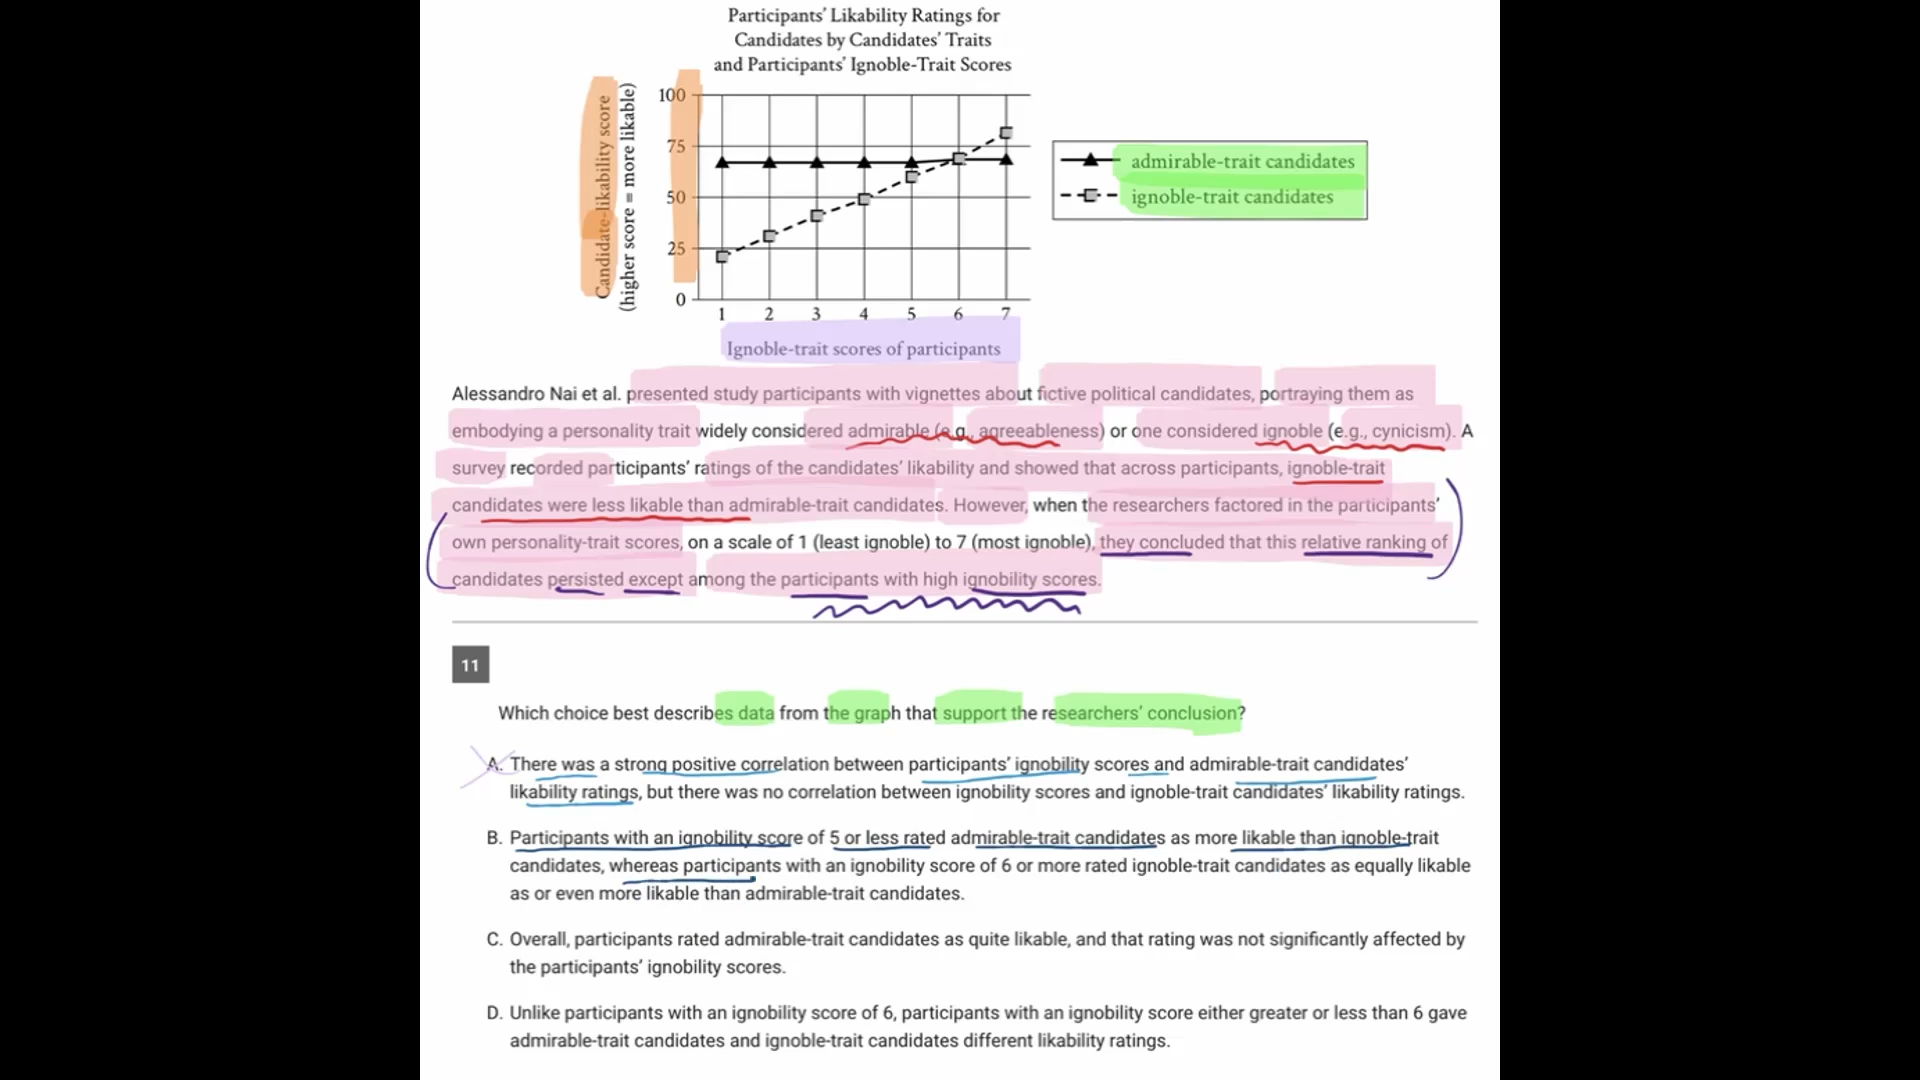 Participants’ Likability Ratings for
Candidates by Candidates’ Traits
and Participants’ Ignoble-Trait Scores
Candidate-likability score
(higher score = more likable)
100
75
50
25
0
1 2 3 4 5 6 7
Ignoble-trait scores of participants
admirable-trait candidates
ignoble-trait candidates
Alessandro Nai et al. presented study participants with vignettes about fictive political candidates, portraying them as
embodying a personality trait widely considered admirable (e.g., agreeableness) or one considered ignoble (e.g., cynicism). A
survey recorded participants’ ratings of the candidates’ likability and showed that across participants, ignoble-trait
candidates were less likable than admirable-trait candidates. However, when the researchers factored in the participants’
own personality-trait scores, on a scale of 1 (least ignoble) to 7 (most ignoble), they concluded that this relative ranking of
candidates persisted except among the participants with high ignobility scores.
11
Which choice best describes data from the graph that support the researchers’ conclusion?
A. There was a strong positive correlation between participants’ ignobility scores and admirable-trait candidates’
likability ratings, but there was no correlation between ignobility scores and ignoble-trait candidates’ likability ratings.
B. Participants with an ignobility score of 5 or less rated admirable-trait candidates as more likable than ignoble-trait
candidates, whereas participants with an ignobility score of 6 or more rated ignoble-trait candidates as equally likable
as or even more likable than admirable-trait candidates.
C. Overall, participants rated admirable-trait candidates as quite likable, and that rating was not significantly affected by
the participants’ ignobility scores.
D. Unlike participants with an ignobility score of 6, participants with an ignobility score either greater or less than 6 gave
admirable-trait candidates and ignoble-trait candidates different likability ratings.